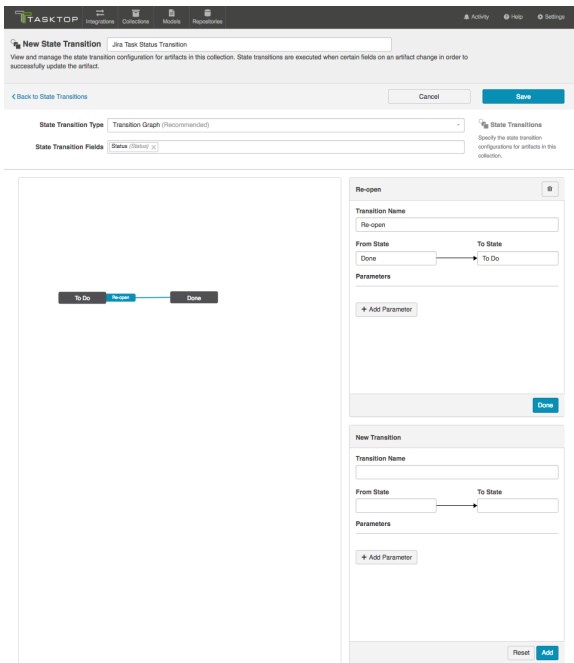 TASKTOP
Integrations
Collections
Models
Repositories
Activity
Help
Settings
New State Transition
Jira Task Status Transition
View and manage the state transition configuration for artifacts in this collection. State transitions are executed when certain fields on an artifact change in order to
successfully update the artifact.
Back to State Transitions
Cancel
Save
State Transition Type
Transition Graph (Recommended)
State Transition Fields
Status (Status)
State Transitions
Specify the state transition
configurations for artifacts in this
collection.
To Do
Re-open
Done
Re-open
Transition Name
Re-open
From State
To State
Done
To Do
Parameters
+ Add Parameter
Done
New Transition
Transition Name
From State
To State
Parameters
+ Add Parameter
Reset
Add